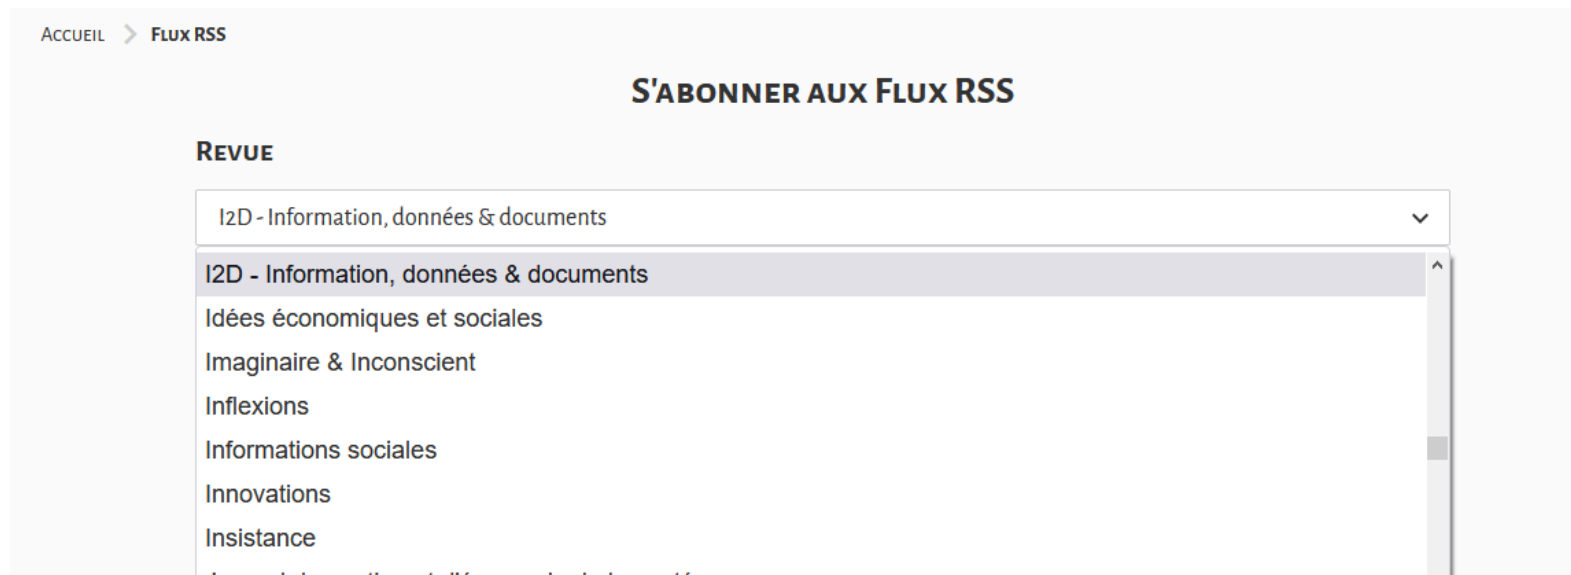 Accueil > Flux RSS
S'abonner aux Flux RSS
Revue
I2D - Information, données & documents
I2D - Information, données & documents
Idées économiques et sociales
Imaginaire & Inconscient
Inflexions
Informations sociales
Innovations
Insistance